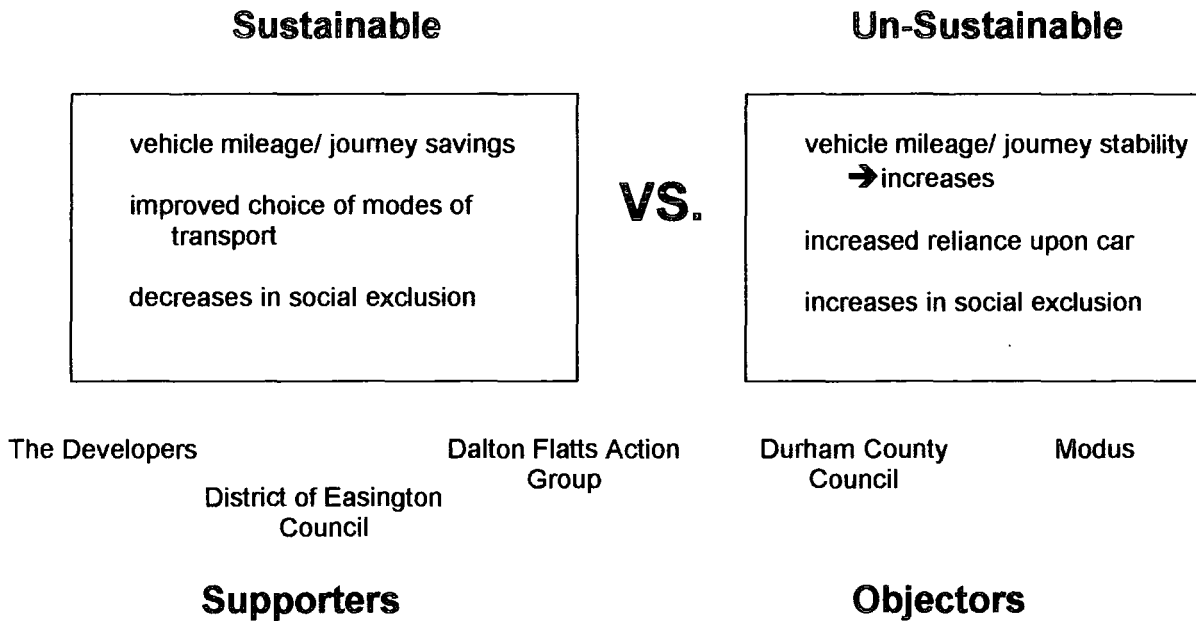 Sustainable
Un-Sustainable
vehicle mileage/ journey savings
improved choice of modes of
transport
decreases in social exclusion
VS.
vehicle mileage/ journey stability
➔increases
increased reliance upon car
increases in social exclusion
The Developers
District of Easington
Council
Dalton Flatts Action
Group
Durham County
Council
Modus
Supporters
Objectors